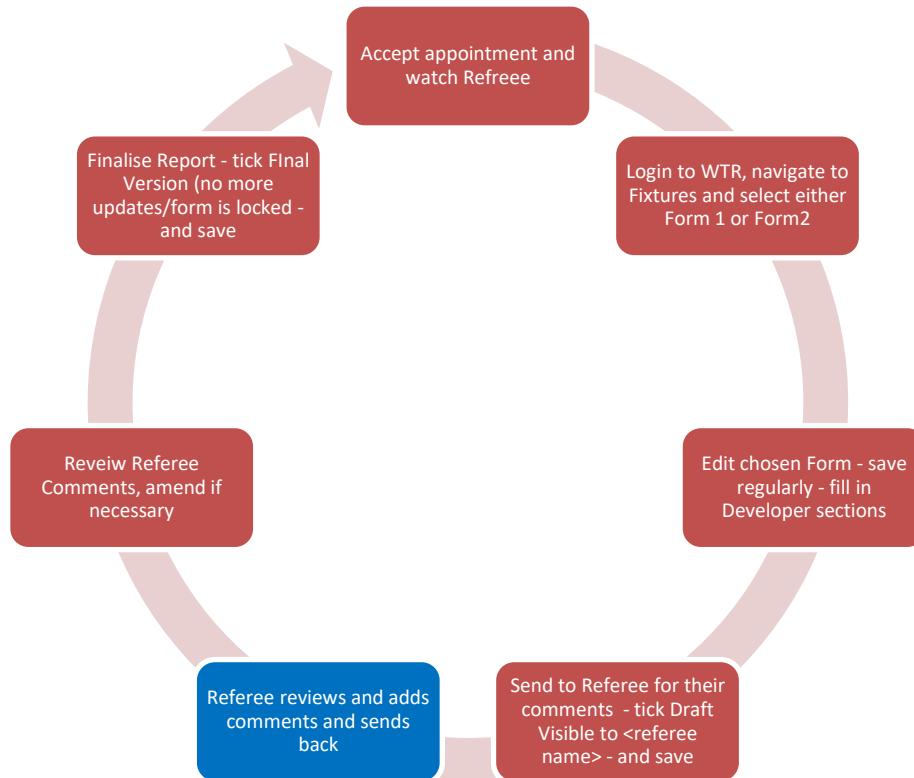 Accept appointment and
watch Refreee
Login to WTR, navigate to
Fixtures and select either
Form 1 or Form2
Edit chosen Form - save
regularly - fill in
Developer sections
Send to Referee for their
comments - tick Draft
Visible to <referee
name> - and save
Referee reviews and adds
comments and sends
back
Reveiw Referee
Comments, amend if
necessary
Finalise Report - tick FInal
Version (no more
updates/form is locked -
and save